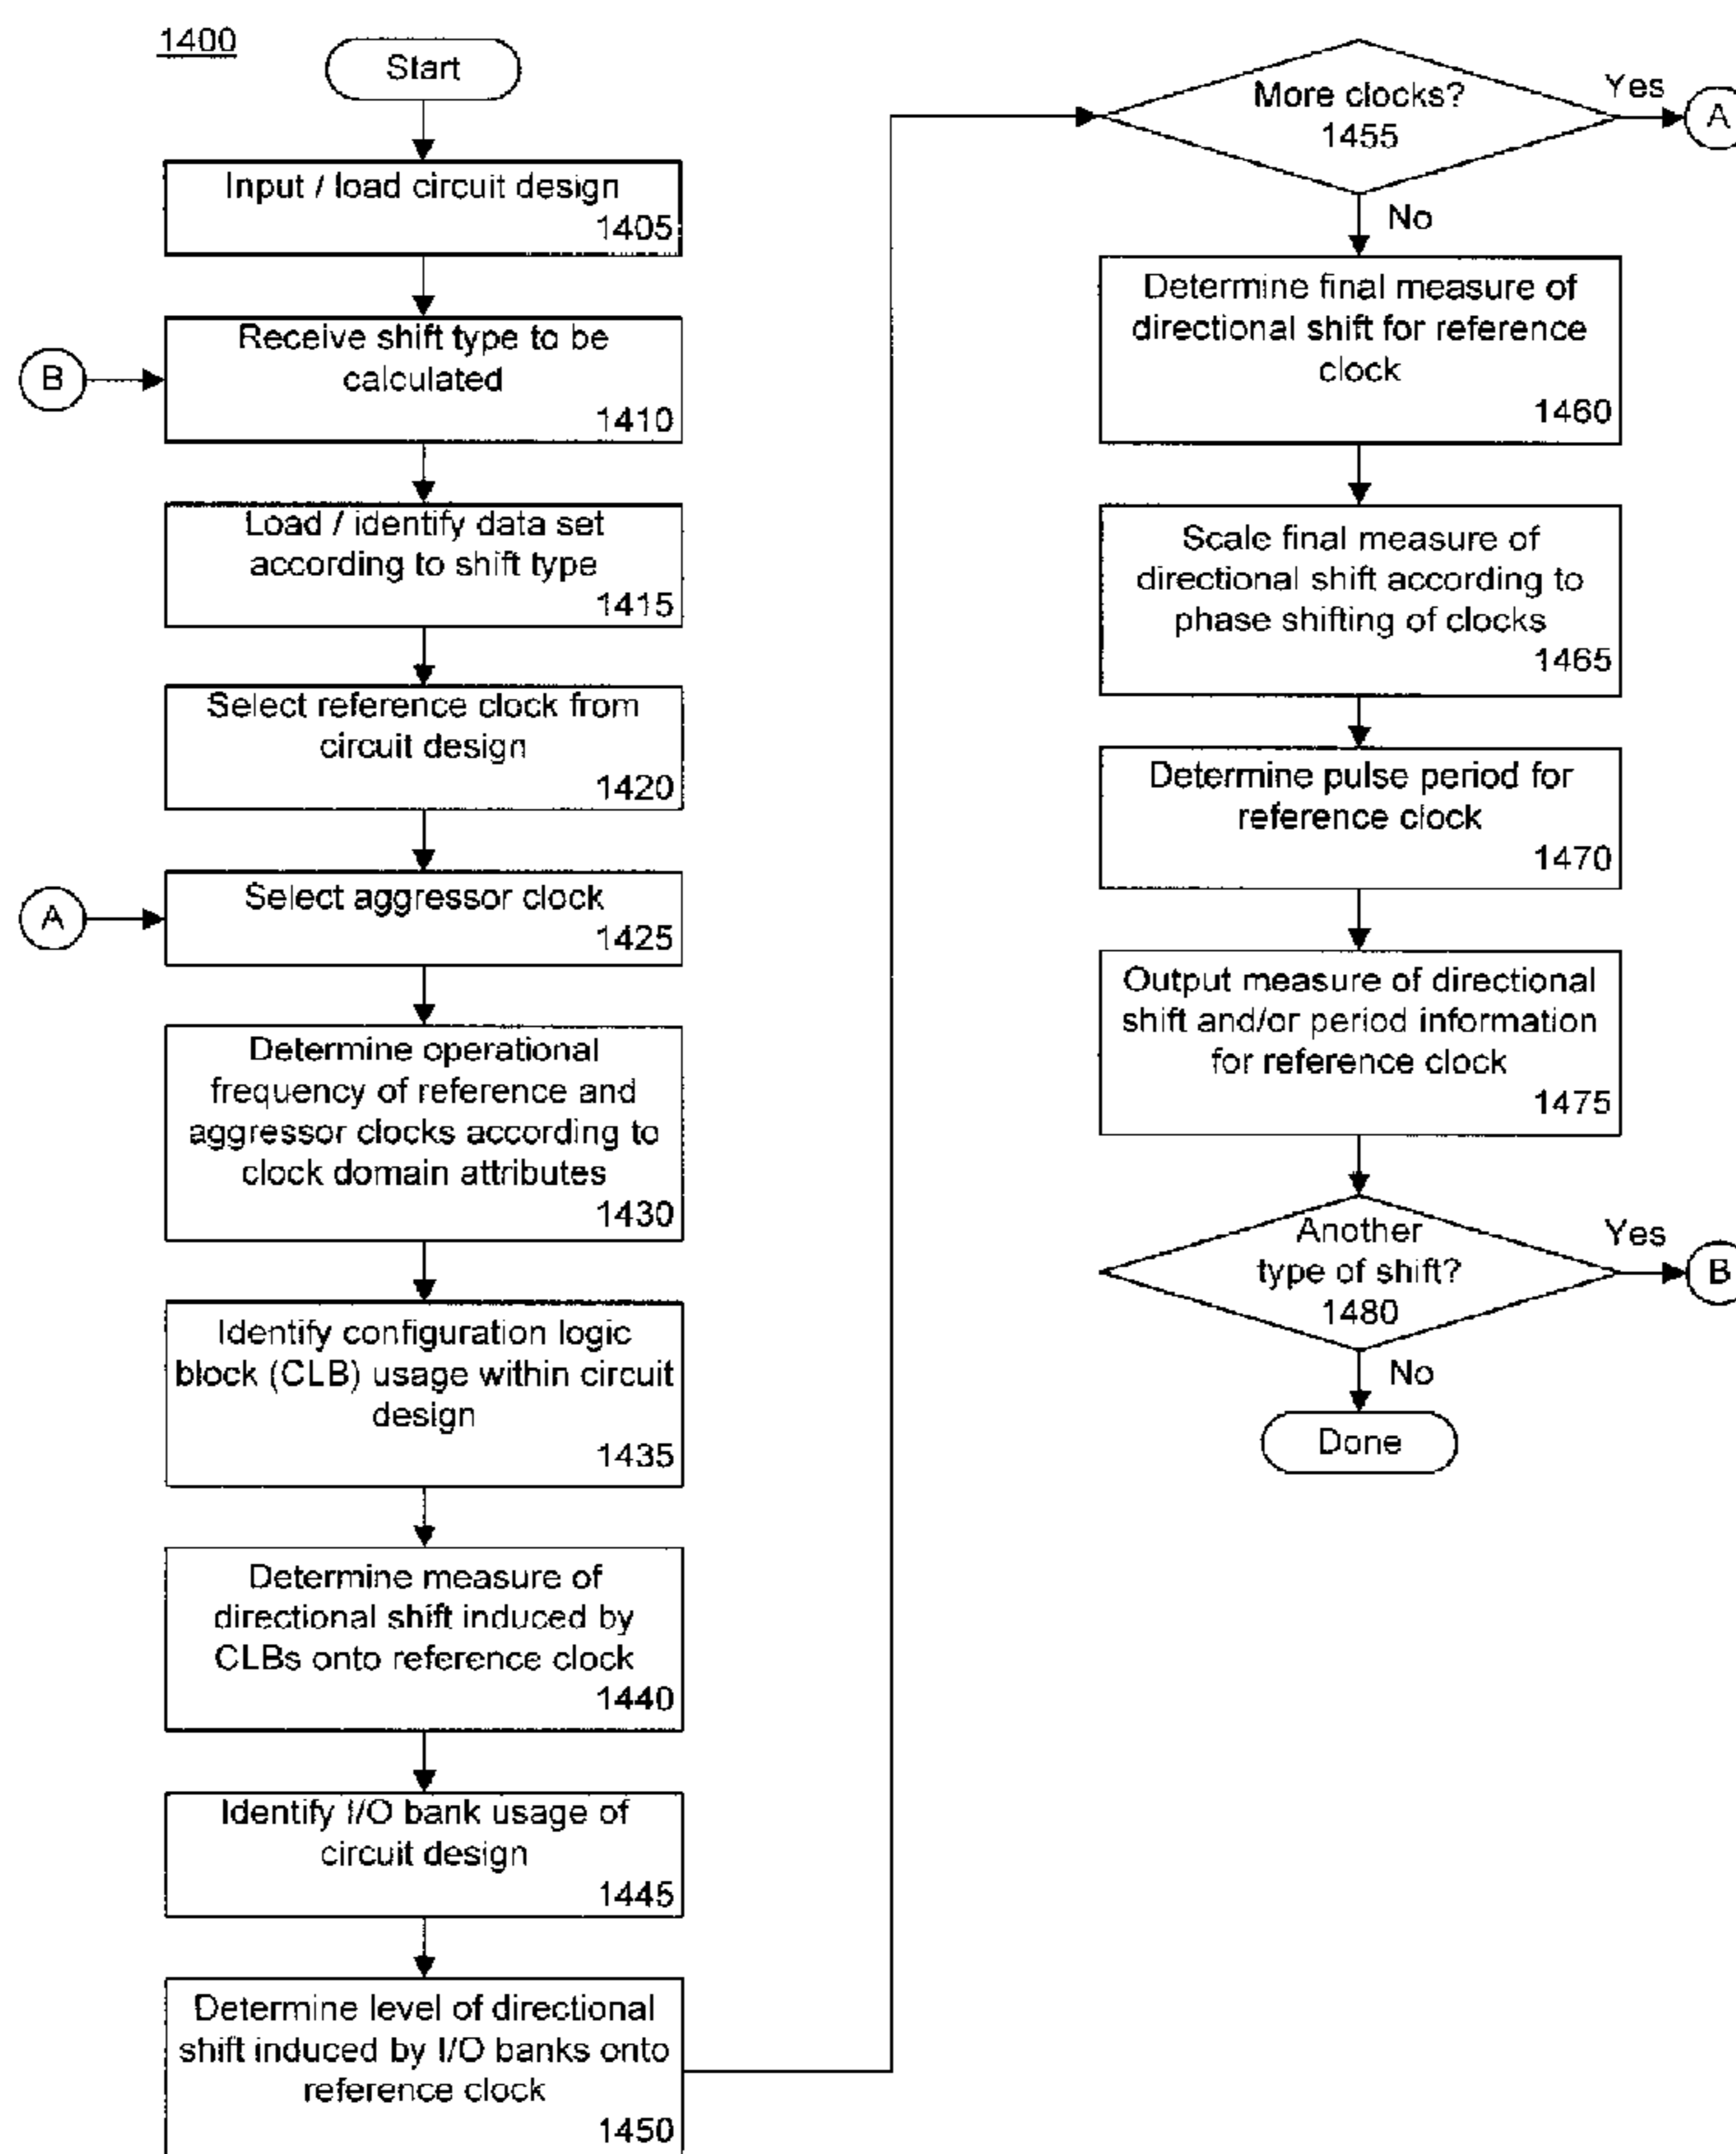 1400
Start
Input / load circuit design
1405
Receive shift type to be
calculated
1410
B
Load / identify data set
according to shift type
1415
Select reference clock from
circuit design
1420
A
Select aggressor clock
1425
Determine operational
frequency of reference and
aggressor clocks according to
clock domain attributes
1430
Identify configuration logic
block (CLB) usage within circuit
design
1435
Determine measure of
directional shift induced by
CLBs onto reference clock
1440
Identify I/O bank usage of
circuit design
1445
Determine level of directional
shift induced by I/O banks onto
reference clock
1450
More clocks?
1455
Yes
A
No
Determine final measure of
directional shift for reference
clock
1460
Scale final measure of
directional shift according to
phase shifting of clocks
1465
Determine pulse period for
reference clock
1470
Output measure of directional
shift and/or period information
for reference clock
1475
Another
type of shift?
1480
Yes
B
No
Done